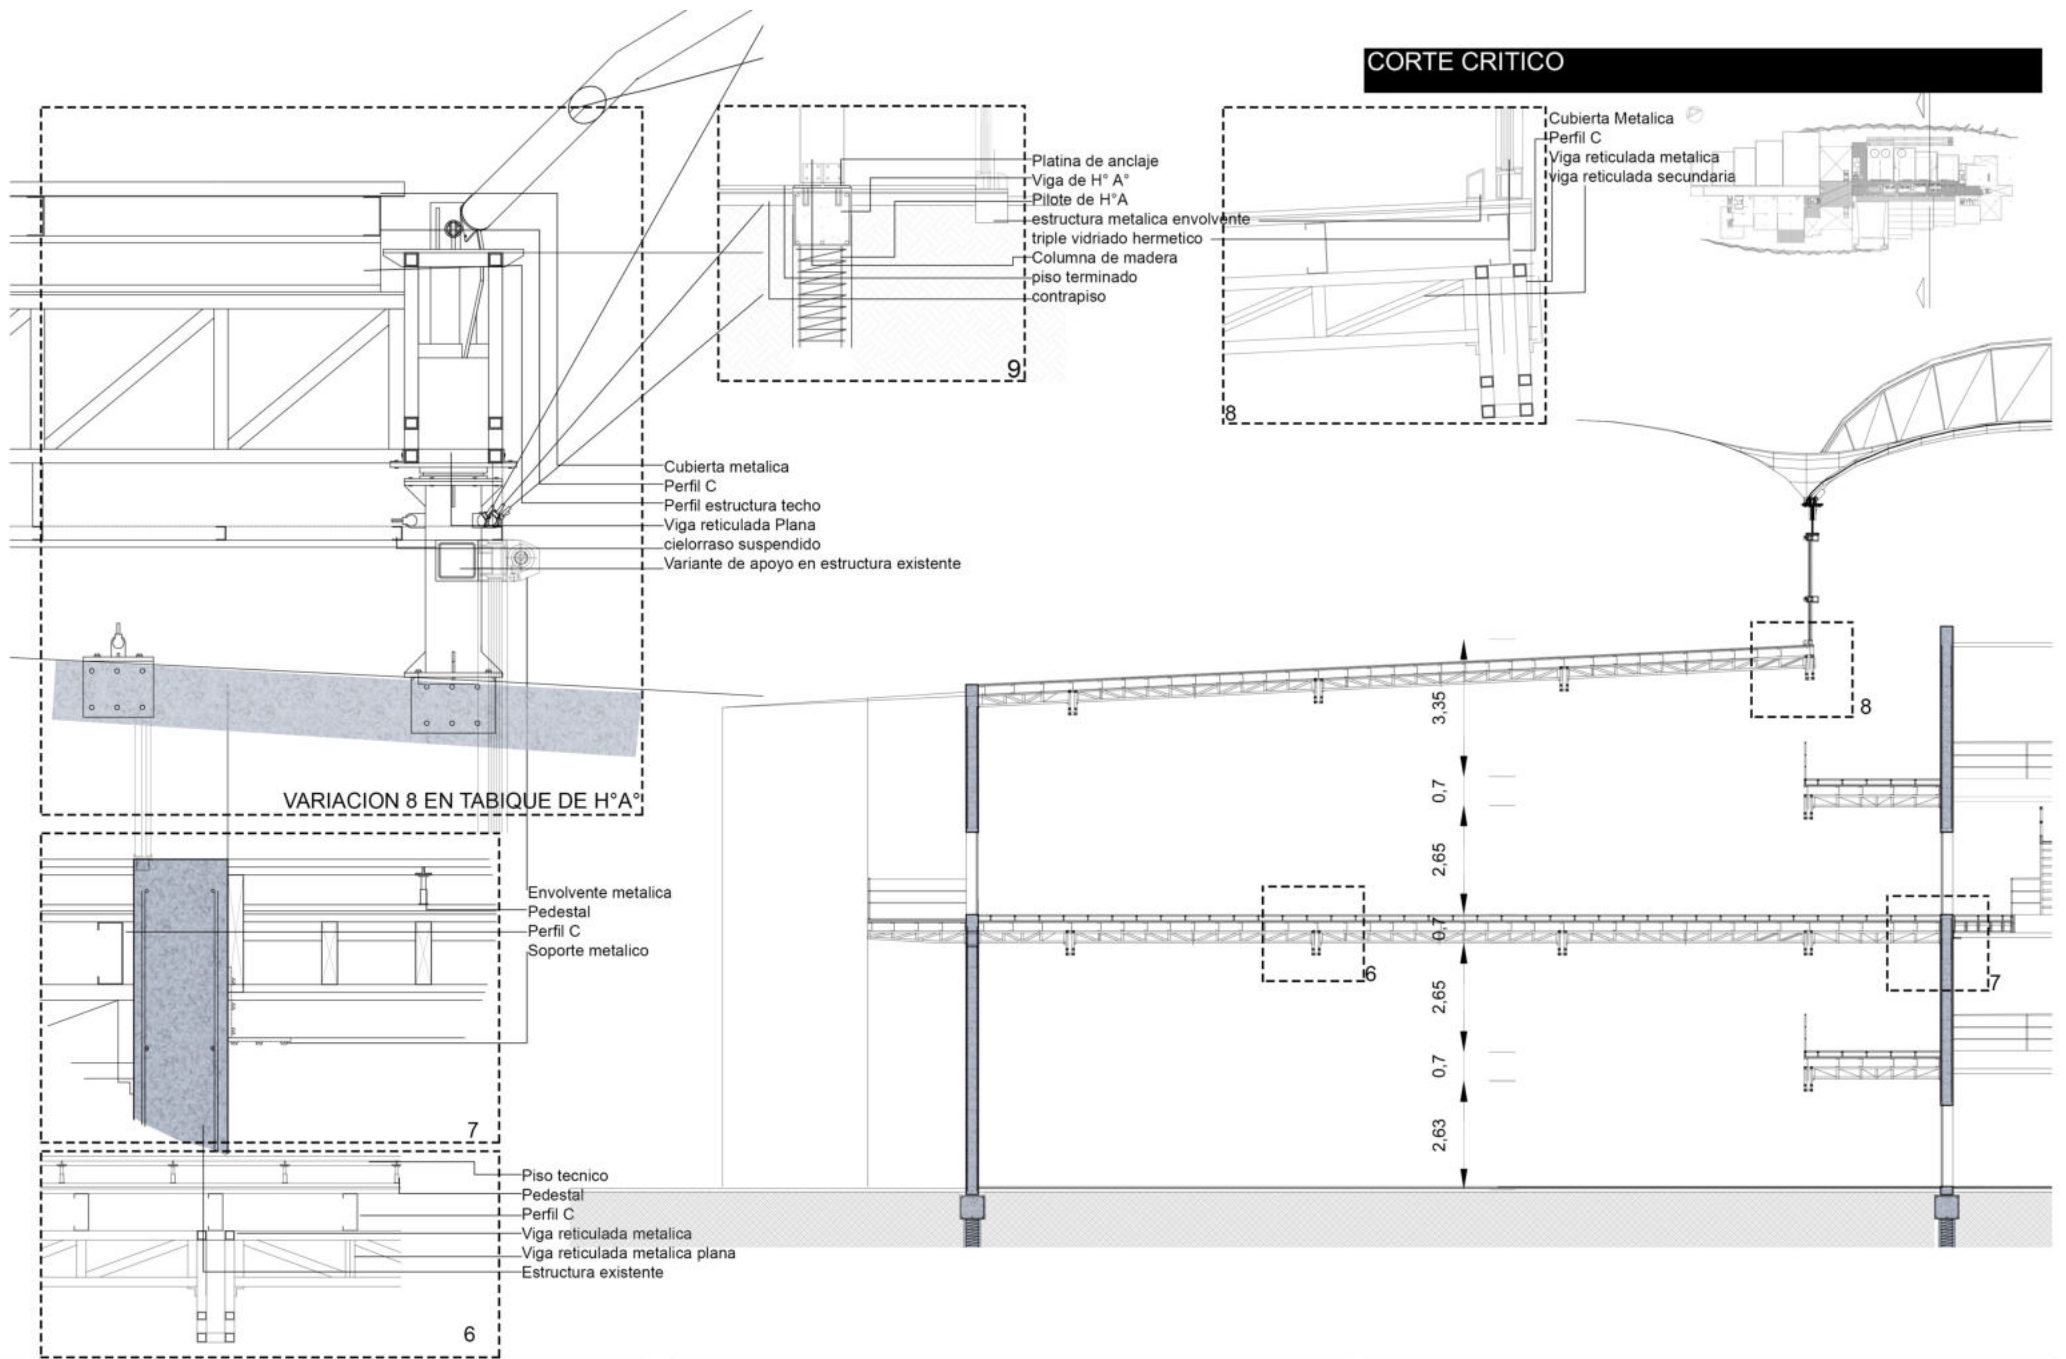 CORTE CRITICO
Cubierta Metalica
Perfil C
Viga reticulada metalica
viga reticulada secundaria
8
Platina de anclaje
Viga de H° A°
Pilote de H°A
estructura metalica envolvente
triple vidriado hermetico
Columna de madera
piso terminado
contrapiso
9
Cubierta metalica
Perfil C
Perfil estructura techo
Viga reticulada Plana
cielorraso suspendido
Variante de apoyo en estructura existente
VARIACION 8 EN TABIQUE DE H°A°
Envolvente metalica
Pedestal
Perfil C
Soporte metalico
7
Piso tecnico
Pedestal
Perfil C
Viga reticulada metalica
Viga reticulada metalica plana
Estructura existente
6
3,35
0,7
2,65
0,7
2,65
0,7
2,63
8
6
7